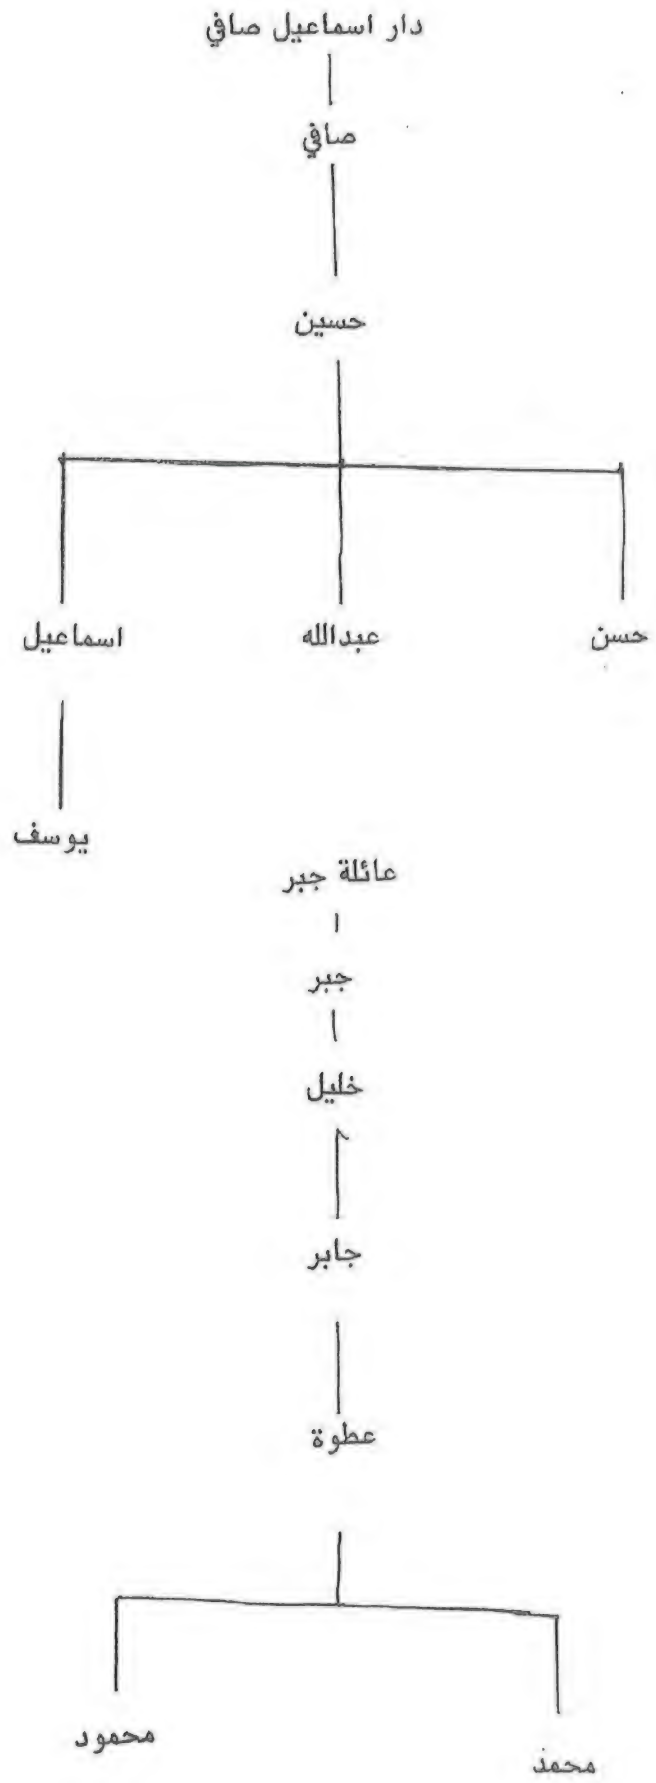 دار اسماعيل صافي
صافي
حسين
حسن عبدالله اسماعيل
يوسف
عائلة جبر
جبر
خليل
جابر
عطوة
محمد محمود